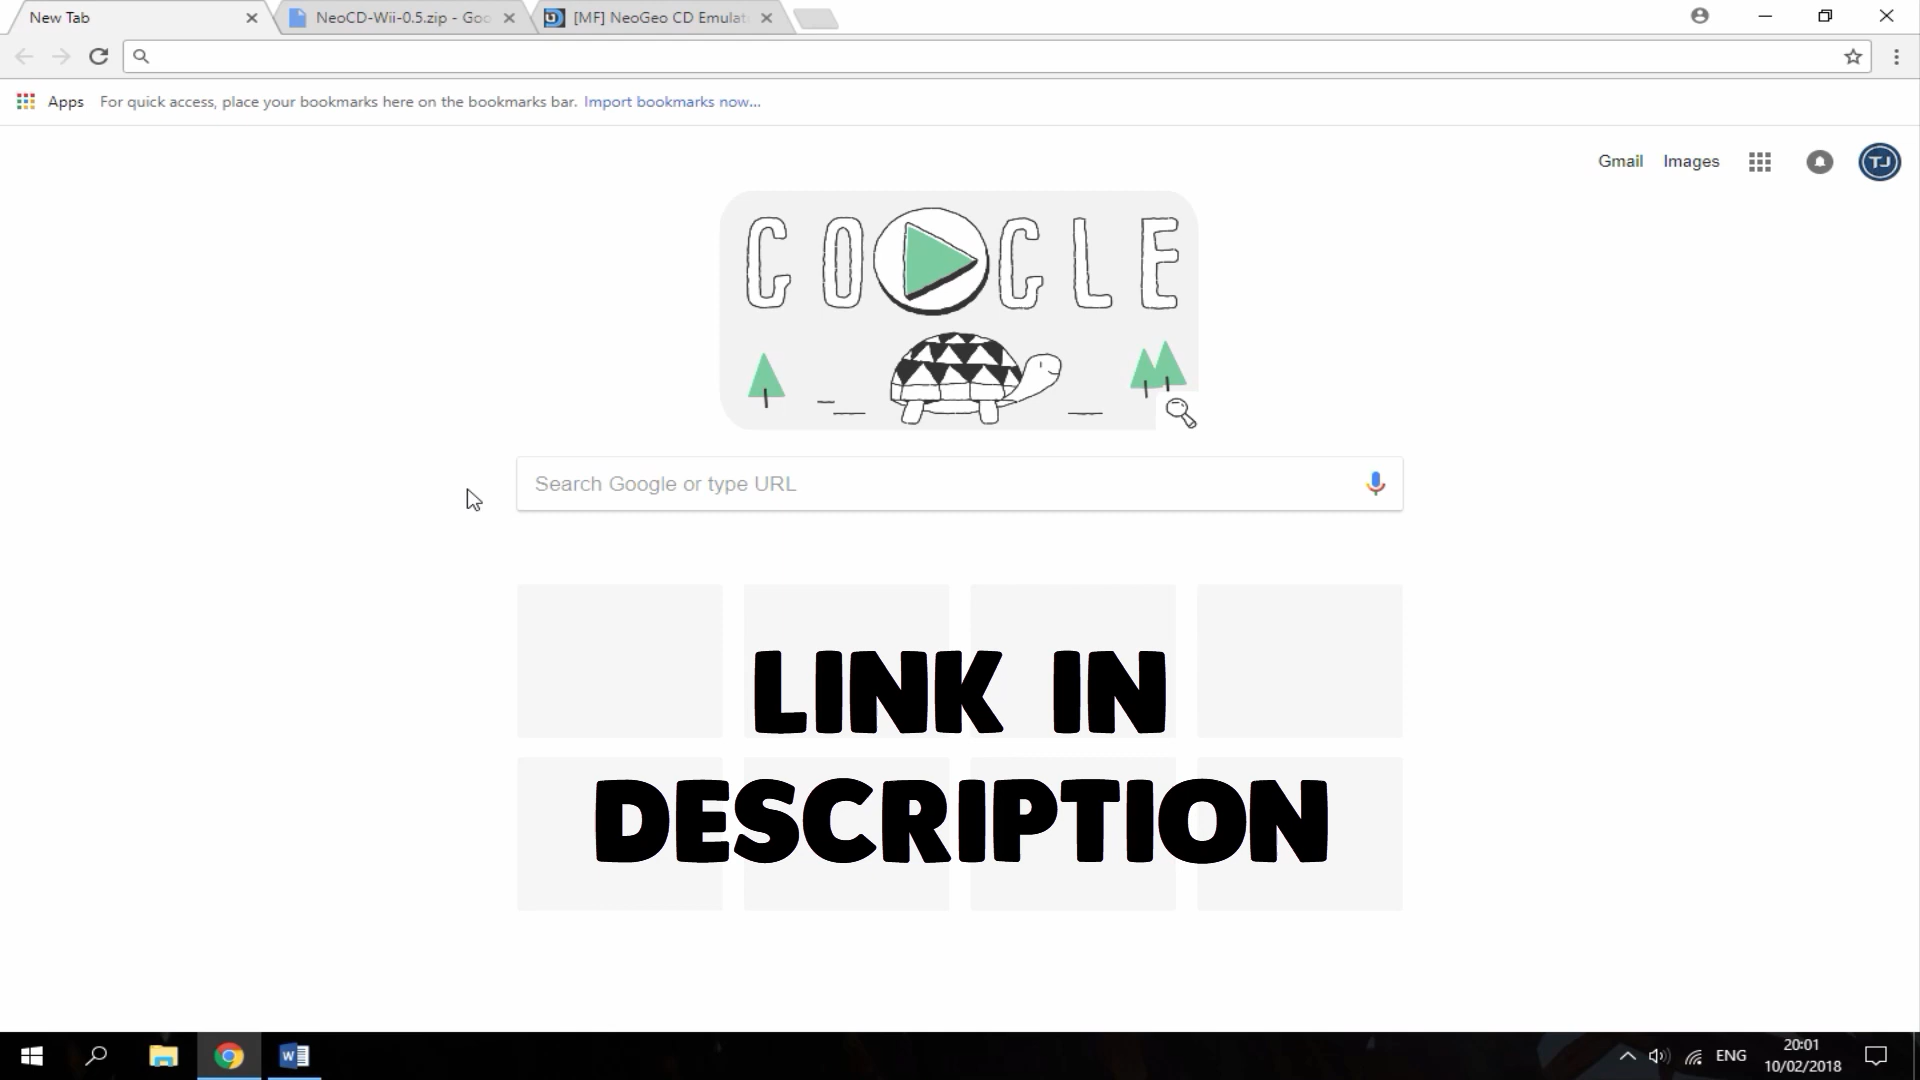 New Tab
NeoCD-Wii-0.5.zip - Goo
[MF] NeoGeo CD Emulat
Apps
For quick access, place your bookmarks here on the bookmarks bar. Import bookmarks now...
Gmail
Images
TJ
GO GLE
Search Google or type URL
LINK IN
DESCRIPTION
W
ENG
20:01
10/02/2018